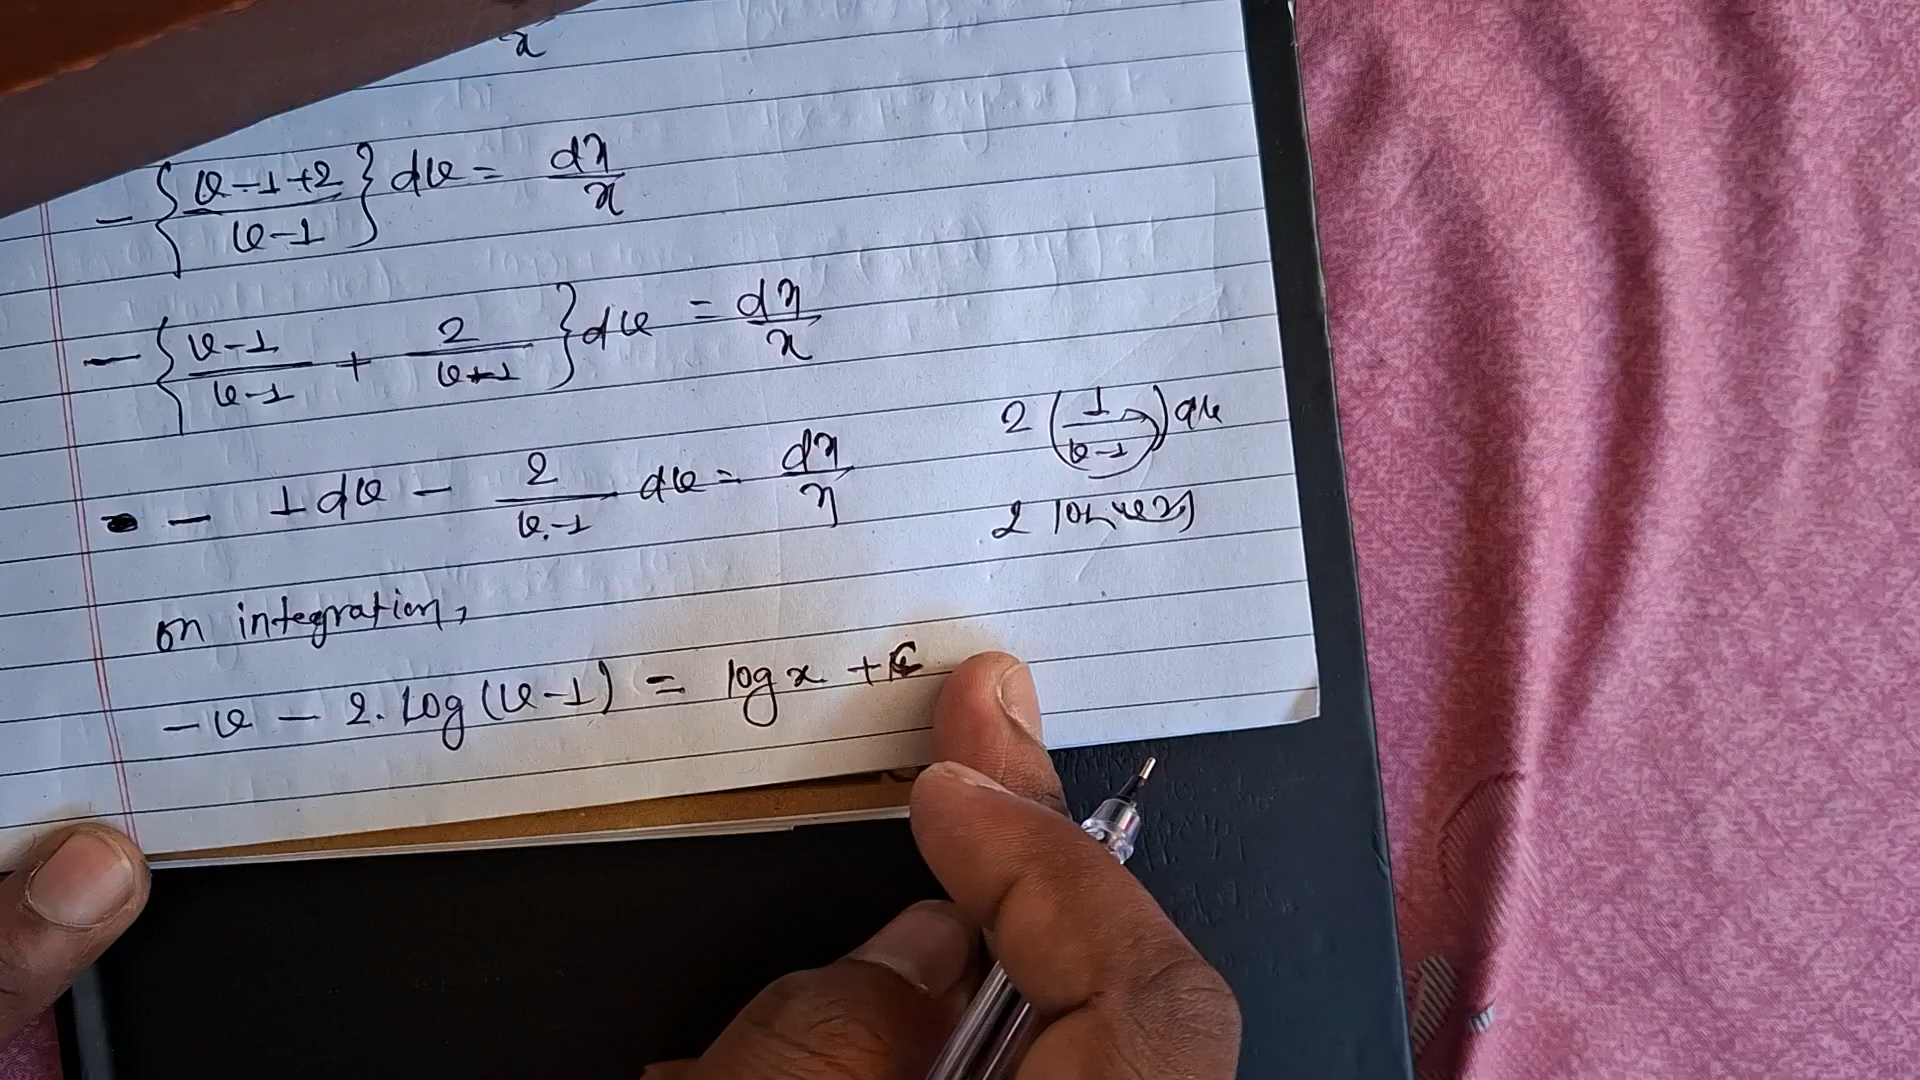 x
- { v-1+2 / v-1 } dv = dx / x
- { v-1 / v-1 + 2 / v-1 } dv = dx / x
- 1 dv - 2 / v-1 dv = dx / x
2 ( 1 / v-1 ) dv
2
on integration,
- v - 2. log (v-1) = log x + c